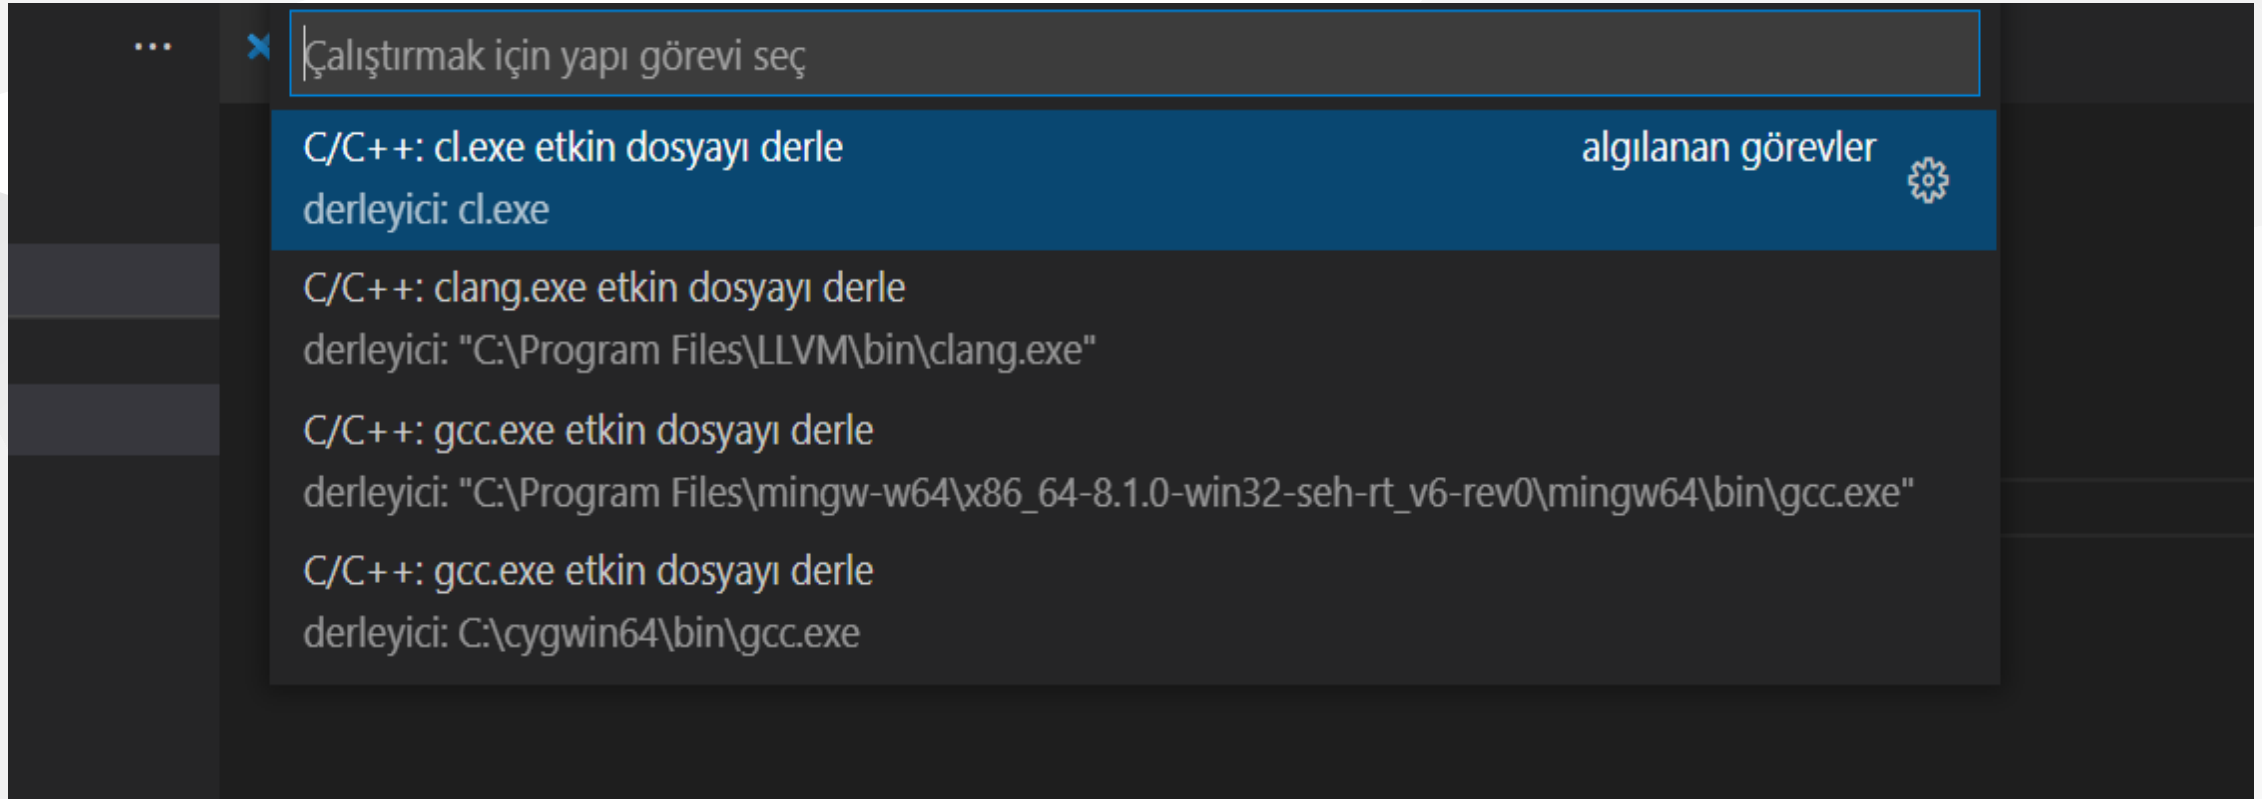 Çalıştırmak için yapı görevi seç
C/C++: cl.exe etkin dosyayı derle algılanan görevler
derleyici: cl.exe
C/C++: clang.exe etkin dosyayı derle
derleyici: "C:\Program Files\LLVM\bin\clang.exe"
C/C++: gcc.exe etkin dosyayı derle
derleyici: "C:\Program Files\mingw-w64\x86_64-8.1.0-win32-seh-rt_v6-rev0\mingw64\bin\gcc.exe"
C/C++: gcc.exe etkin dosyayı derle
derleyici: C:\cygwin64\bin\gcc.exe